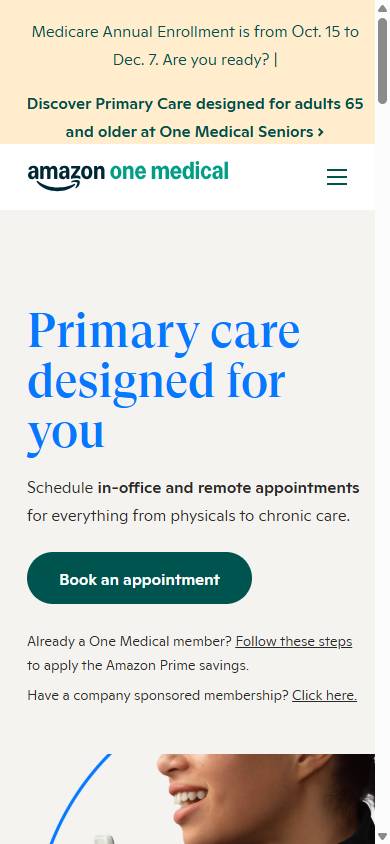 Medicare Annual Enrollment is from Oct. 15 to
Dec. 7. Are you ready? |
Discover Primary Care designed for adults 65
and older at One Medical Seniors ›
amazon one medical
Primary care
designed for
you
Schedule in-office and remote appointments
for everything from physicals to chronic care.
Book an appointment
Already a One Medical member? Follow these steps
to apply the Amazon Prime savings.
Have a company sponsored membership? Click here.